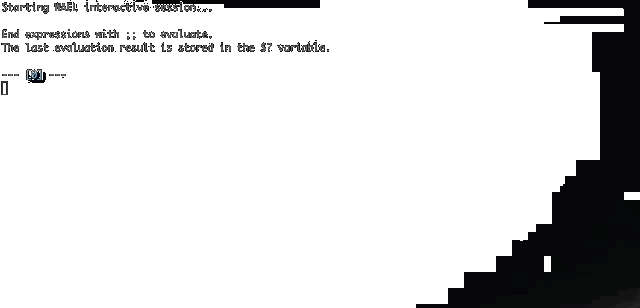 Starting WAEL interactive session...
End expressions with ;; to evaluate.
The last evaluation result is stored in the $? variable.
--- [0] ---